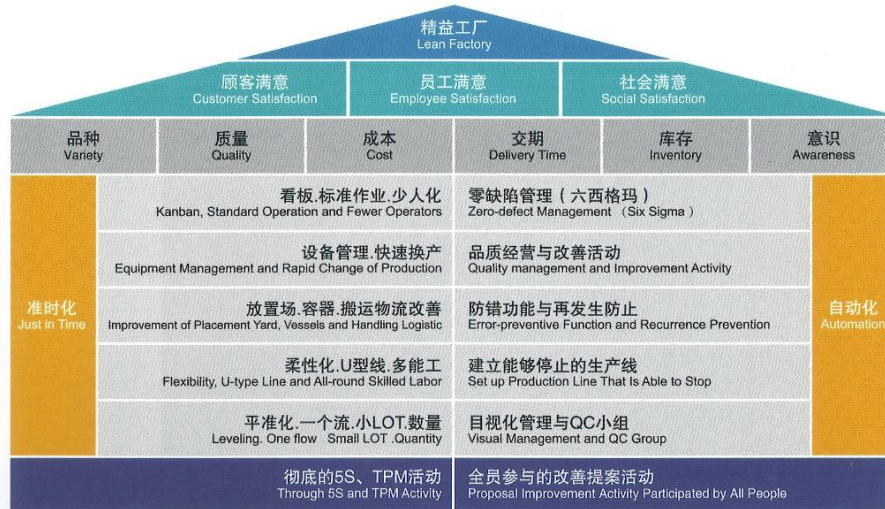 精益工厂
Lean Factory
顾客满意
Customer Satisfaction
员工满意
Employee Satisfaction
社会满意
Social Satisfaction
品种
Variety
质量
Quality
成本
Cost
交期
Delivery Time
库存
Inventory
意识
Awareness
准时化
Just in Time
看板.标准作业.少人化
Kanban, Standard Operation and Fewer Operators
设备管理.快速换产
Equipment Management and Rapid Change of Production
放置场.容器.搬运物流改善
Improvement of Placement Yard, Vessels and Handling Logistic
柔性化.U型线.多能工
Flexibility, U-type Line and All-round Skilled Labor
平准化.一个流.小LOT.数量
Leveling. One flow Small LOT .Quantity
零缺陷管理（六西格玛）
Zero-defect Management （Six Sigma ）
品质经营与改善活动
Quality management and Improvement Activity
防错功能与再发生防止
Error-preventive Function and Recurrence Prevention
建立能够停止的生产线
Set up Production Line That Is Able to Stop
目视化管理与QC小组
Visual Management and QC Group
自动化
Automation
彻底的5S、TPM活动
Through 5S and TPM Activity
全员参与的改善提案活动
Proposal Improvement Activity Participated by All People